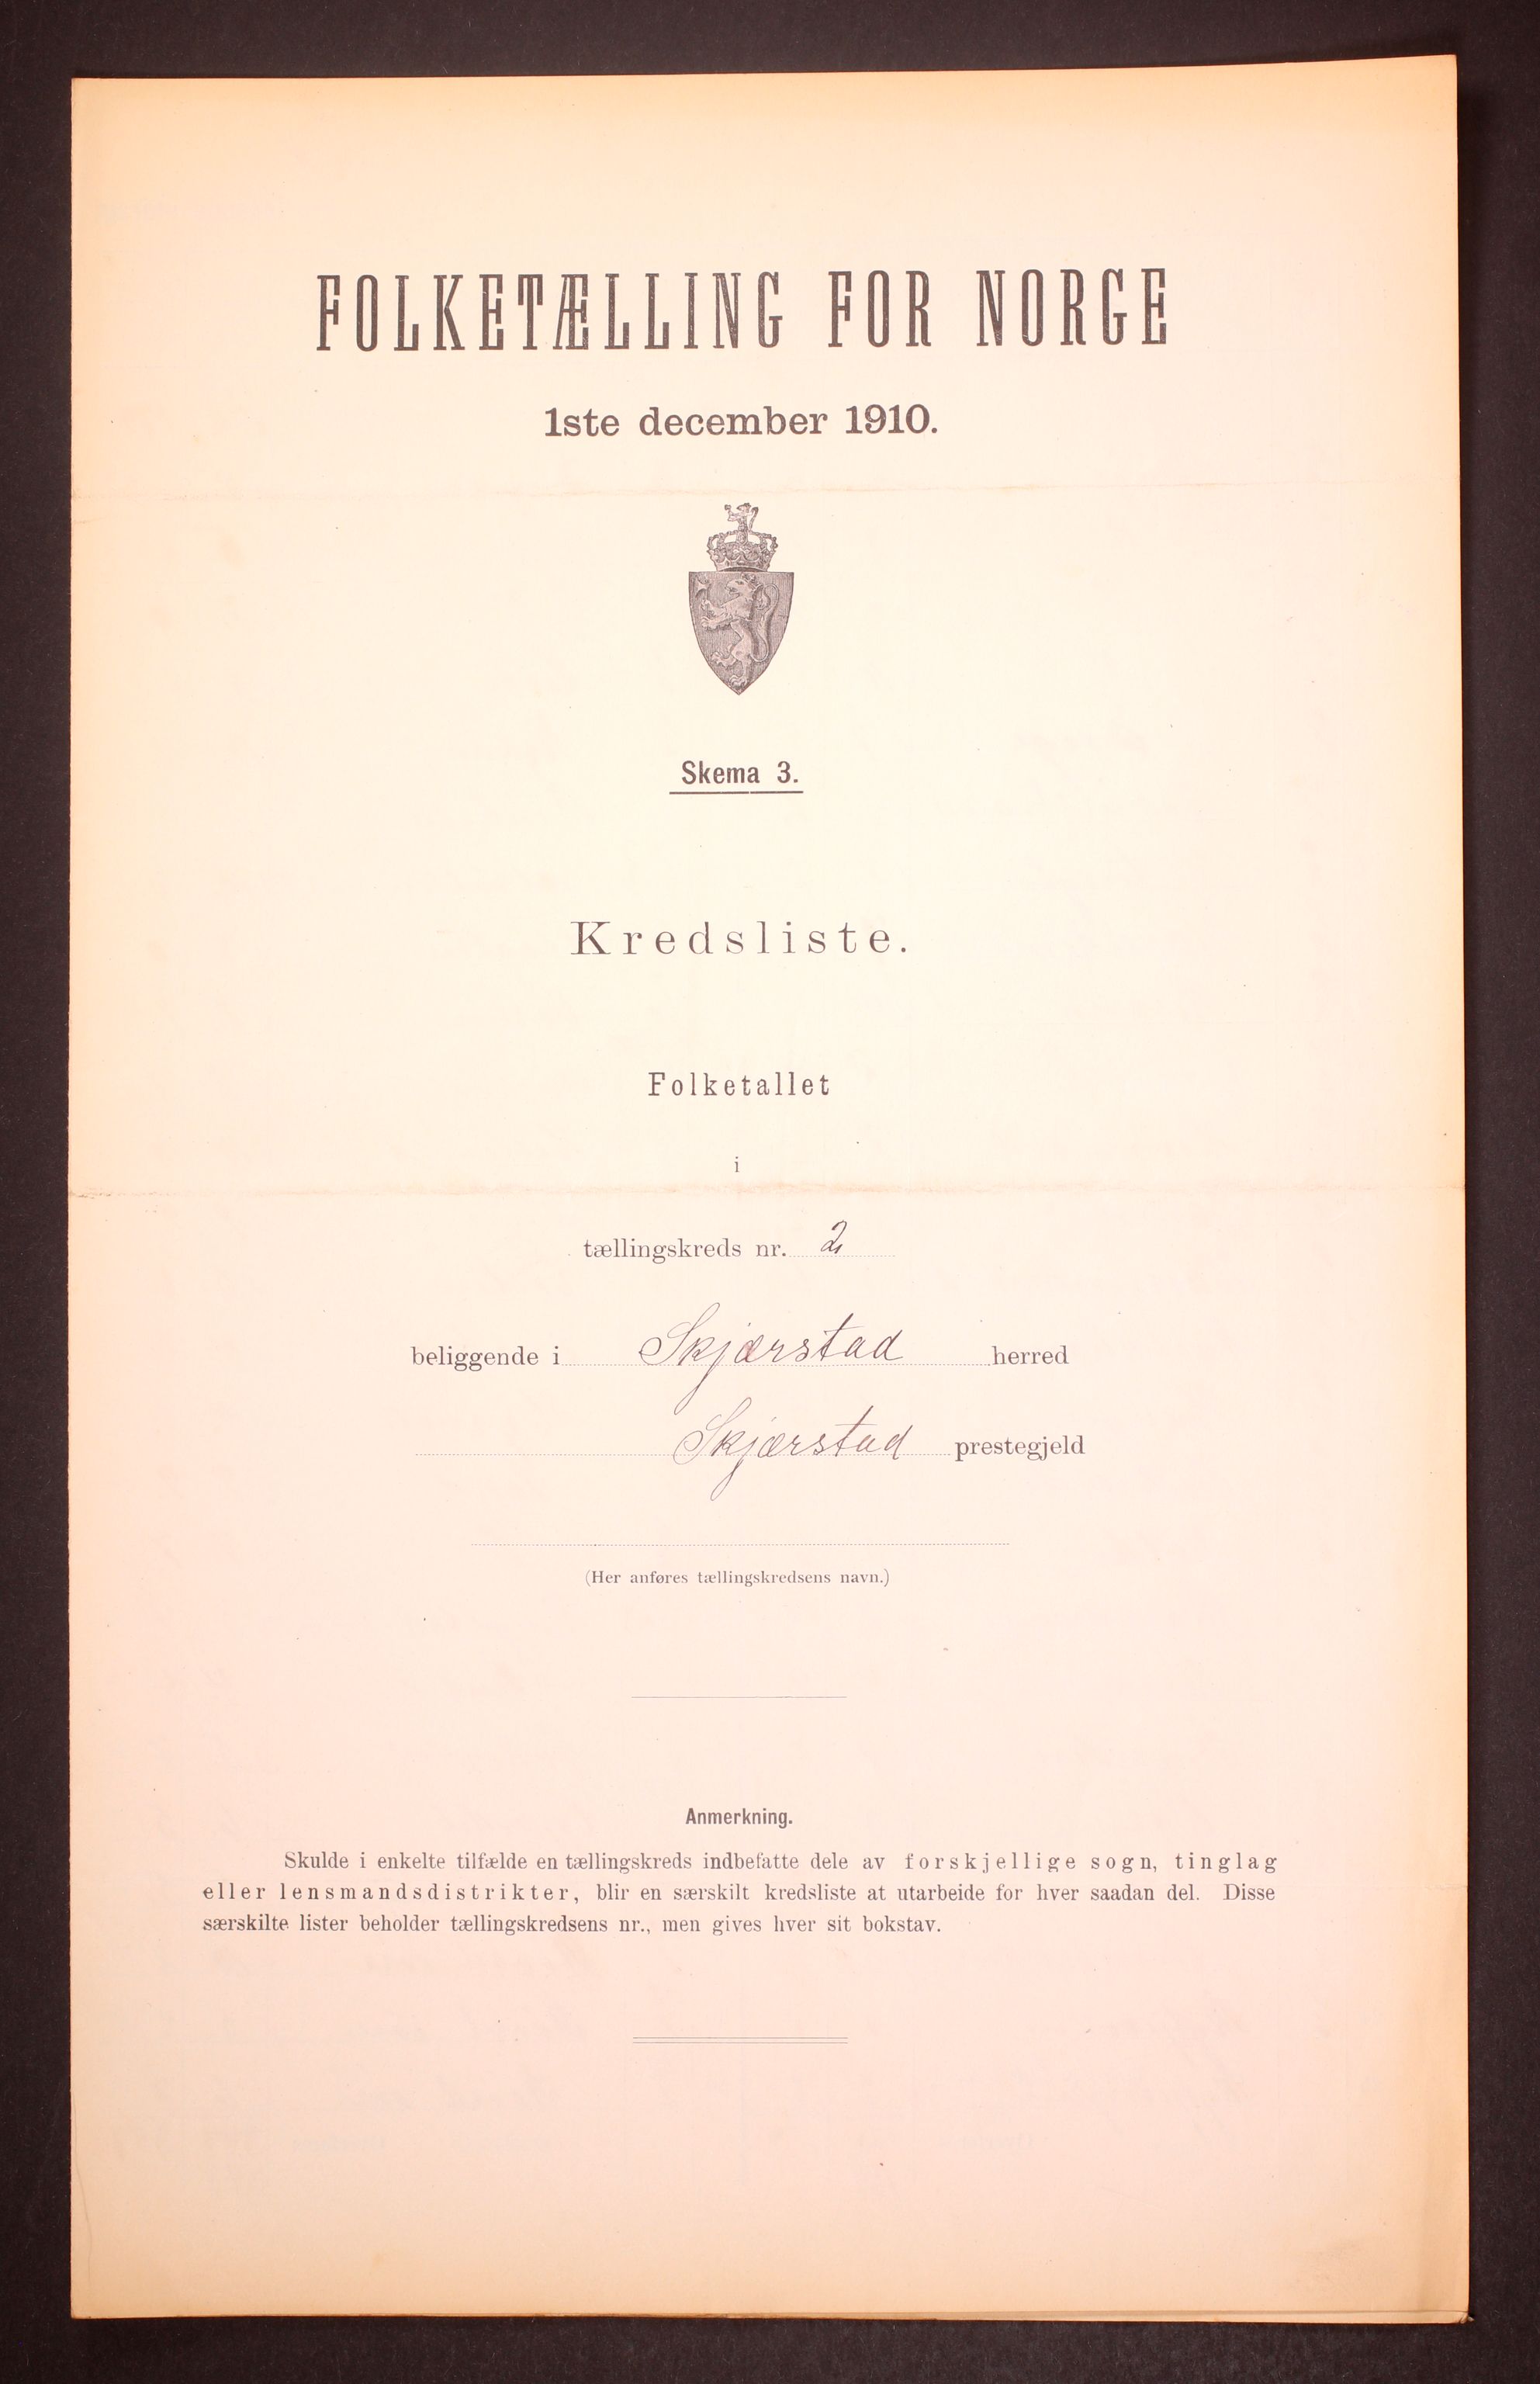 FOLKETÆLLING FOR NORGE
1ste december 1910.
Skema 3.
Kredsliste.
Folketallet
i
tællingskreds nr. 2
beliggende i Skjærstad herred
Skjærstad prestegjeld
(Her anføres tællingskredsens navn.)
Anmerkning.
Skulde i enkelte tilfælde en tællingskreds indbefatte dele av forskjellige sogn, tinglag
eller lensmandsdistrikter, blir en særskilt kredsliste at utarbeide for hver saadan del. Disse
særskilte lister beholder tællingskredsens nr., men gives hver sit bokstav.